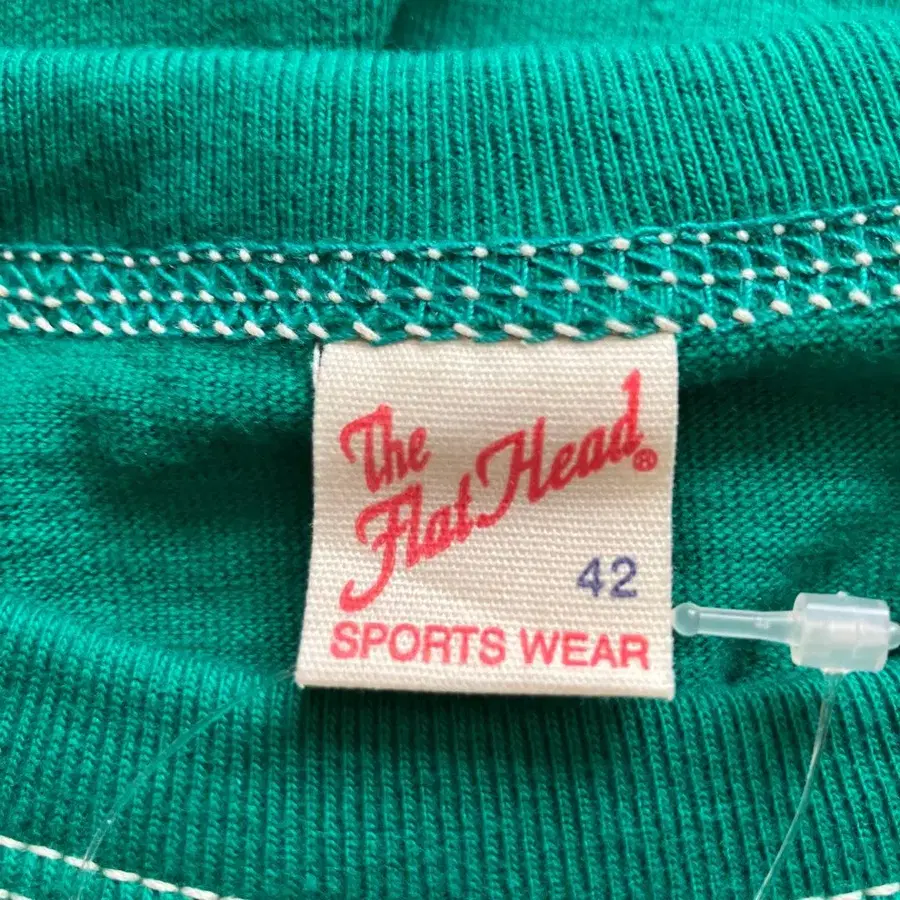 The
Flat Head®
42
SPORTS WEAR